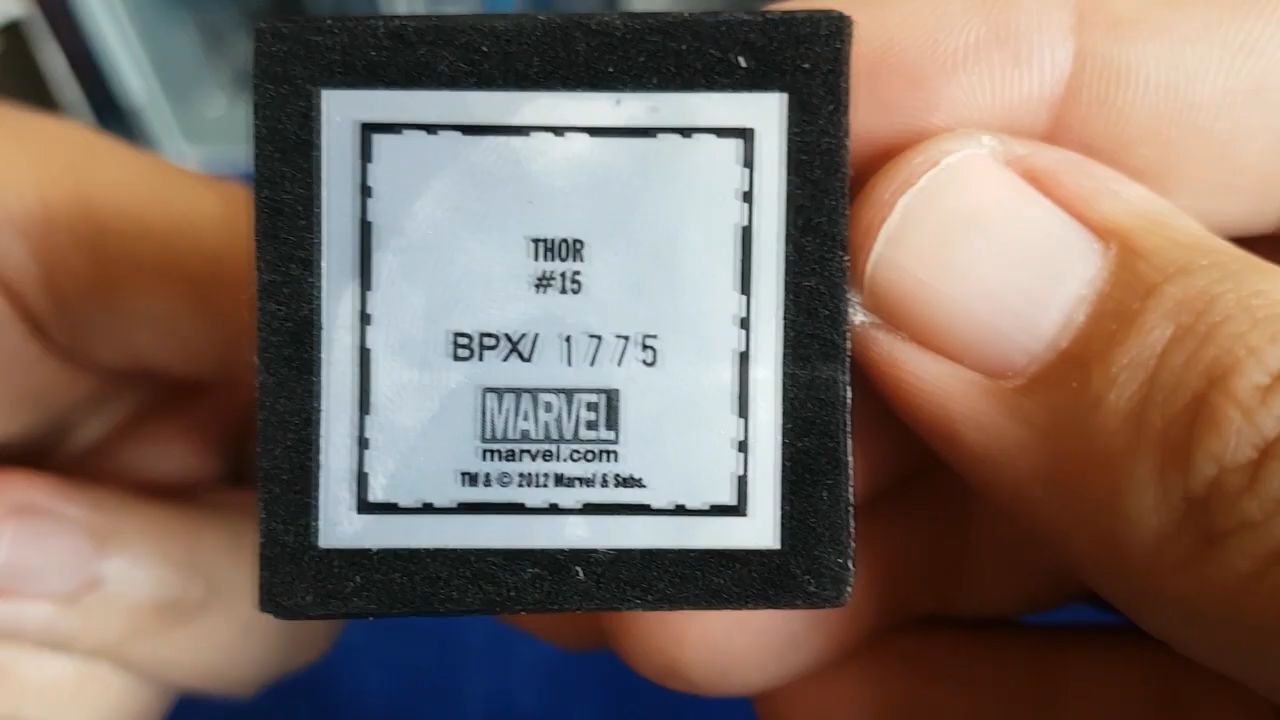 THOR
#15
BPX/ 1775
MARVEL
marvel.com
TM & © 2012 Marvel & Subs.